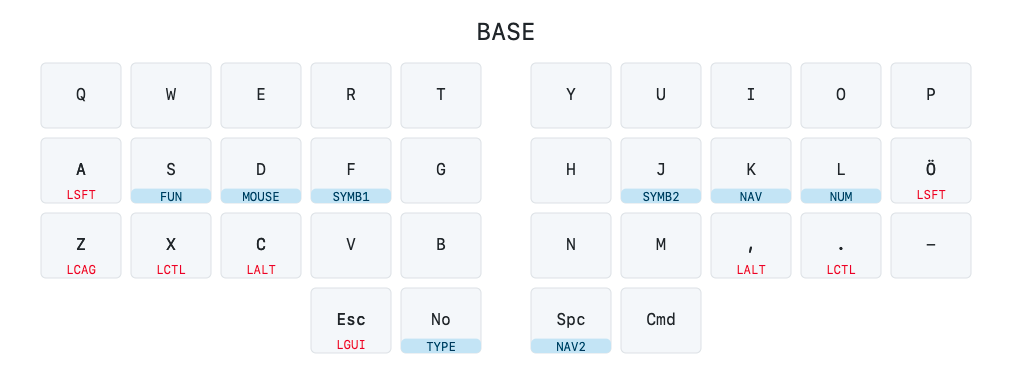 BASE
Q W E R T Y U I O P
A S D F G H J K L Ö
LSFT FUN MOUSE SYMB1 SYMB2 NAV NUM LSFT
Z X C V B N M , . –
LCAG LCTL LALT LALT LCTL
Esc No Spc Cmd
LGUI TYPE NAV2